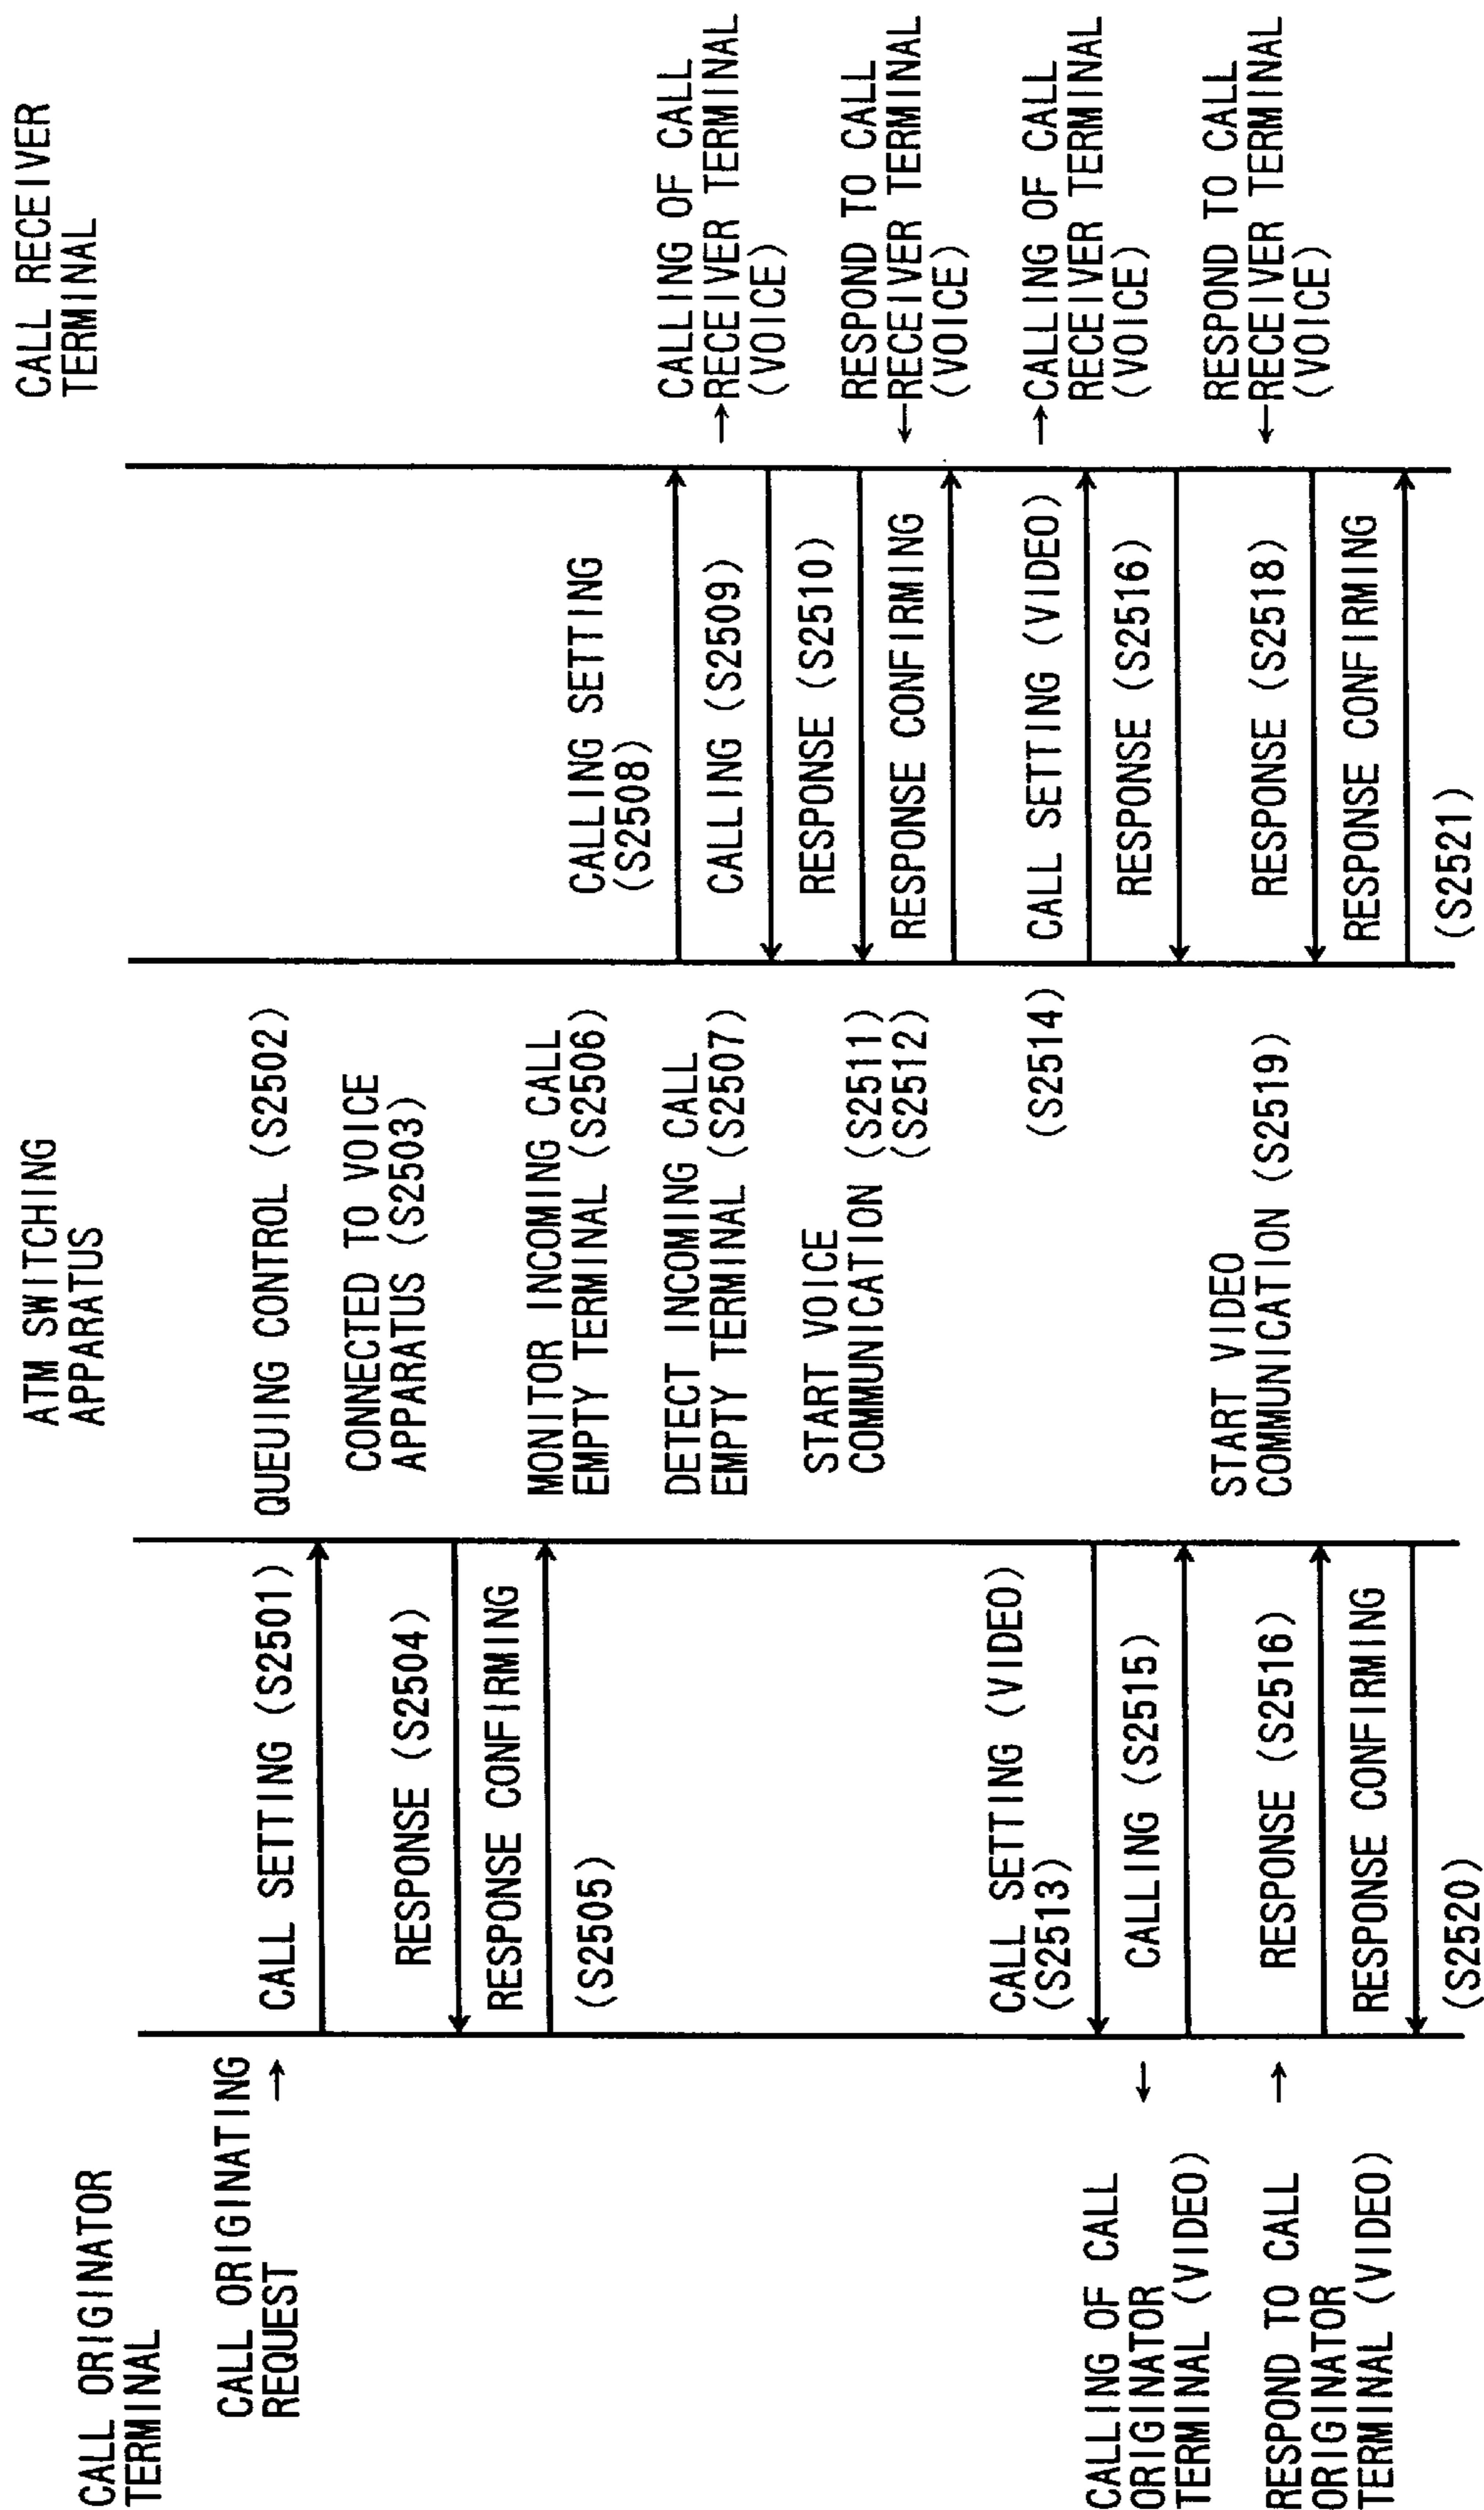 CALL ORIGINATOR
TERMINAL
ATM SWITCHING
APPARATUS
CALL RECEIVER
TERMINAL
CALL ORIGINATING
REQUEST
CALL SETTING (S2501)
QUEUING CONTROL (S2502)
CONNECTED TO VOICE
APPARATUS (S2503)
RESPONSE (S2504)
RESPONSE CONFIRMING
(S2505)
MONITOR INCOMING CALL
EMPTY TERMINAL (S2506)
CALLING SETTING
(S2508)
DETECT INCOMING CALL
EMPTY TERMINAL (S2507)
CALLING (S2509)
CALLING OF CALL
RECEIVER TERMINAL
(VOICE)
START VOICE
COMMUNICATION (S2511)
(S2512)
RESPONSE (S2510)
RESPONSE CONFIRMING
RESPOND TO CALL
RECEIVER TERMINAL
(VOICE)
CALL SETTING (VIDEO)
(S2513)
(S2514)
CALL SETTING (VIDEO)
CALLING OF CALL
RECEIVER TERMINAL
(VOICE)
CALLING OF CALL
ORIGINATOR
TERMINAL (VIDEO)
CALLING (S2515)
RESPONSE (S2516)
RESPOND TO CALL
ORIGINATOR
TERMINAL (VIDEO)
RESPONSE (S2516)
START VIDEO
COMMUNICATION (S2519)
RESPONSE (S2518)
RESPOND TO CALL
RECEIVER TERMINAL
(VOICE)
RESPONSE CONFIRMING
(S2520)
RESPONSE CONFIRMING
(S2521)